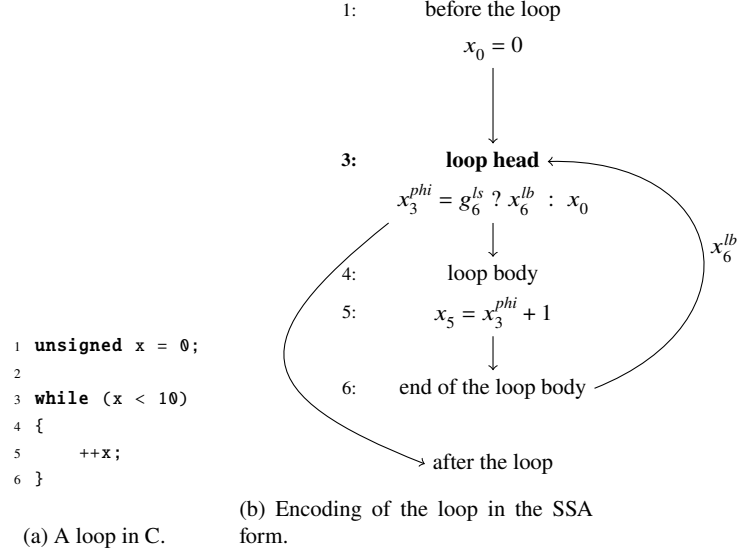 1: before the loop
x_0 = 0
3: loop head
x_3^{phi} = g_6^{ls} ? x_6^{lb} : x_0
x_6^{lb}
4: loop body
5: x_5 = x_3^{phi} + 1
6: end of the loop body
after the loop
1 unsigned x = 0;
2
3 while (x < 10)
4 {
5 ++x;
6 }
(a) A loop in C.
(b) Encoding of the loop in the SSA
form.